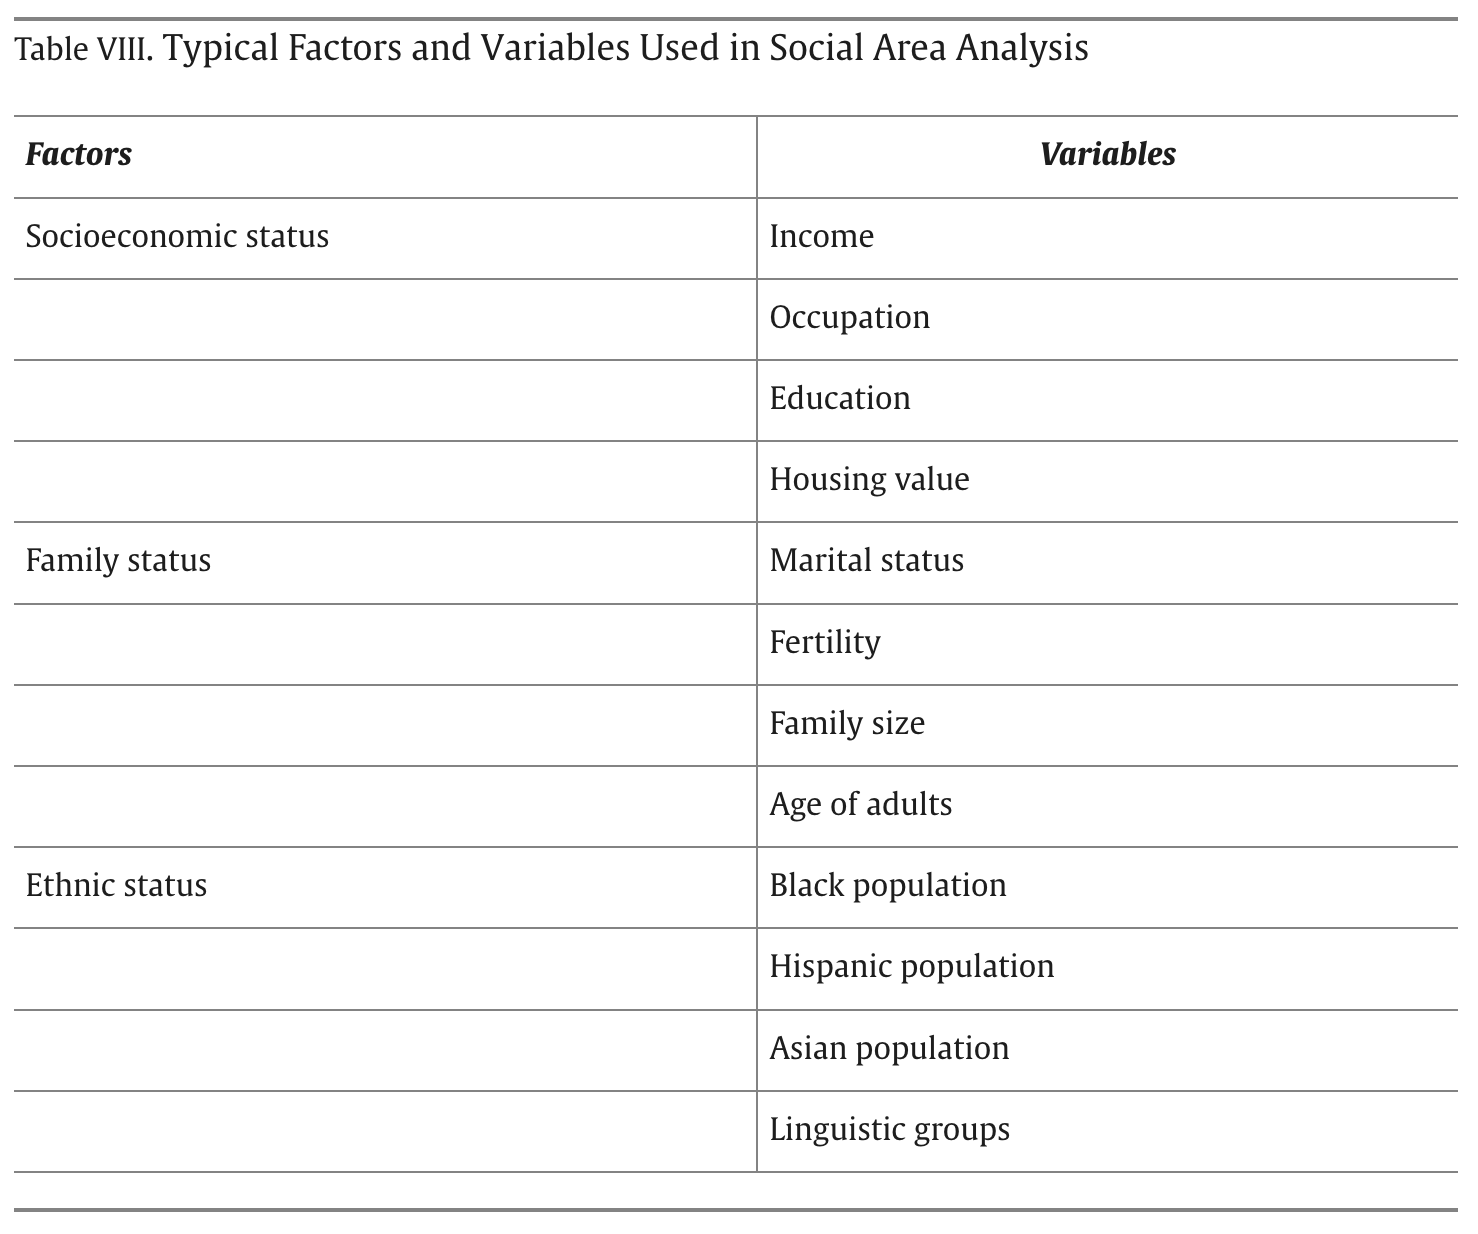 Table VIII. Typical Factors and Variables Used in Social Area Analysis
Factors Variables
Socioeconomic status Income
Occupation
Education
Housing value
Family status Marital status
Fertility
Family size
Age of adults
Ethnic status Black population
Hispanic population
Asian population
Linguistic groups